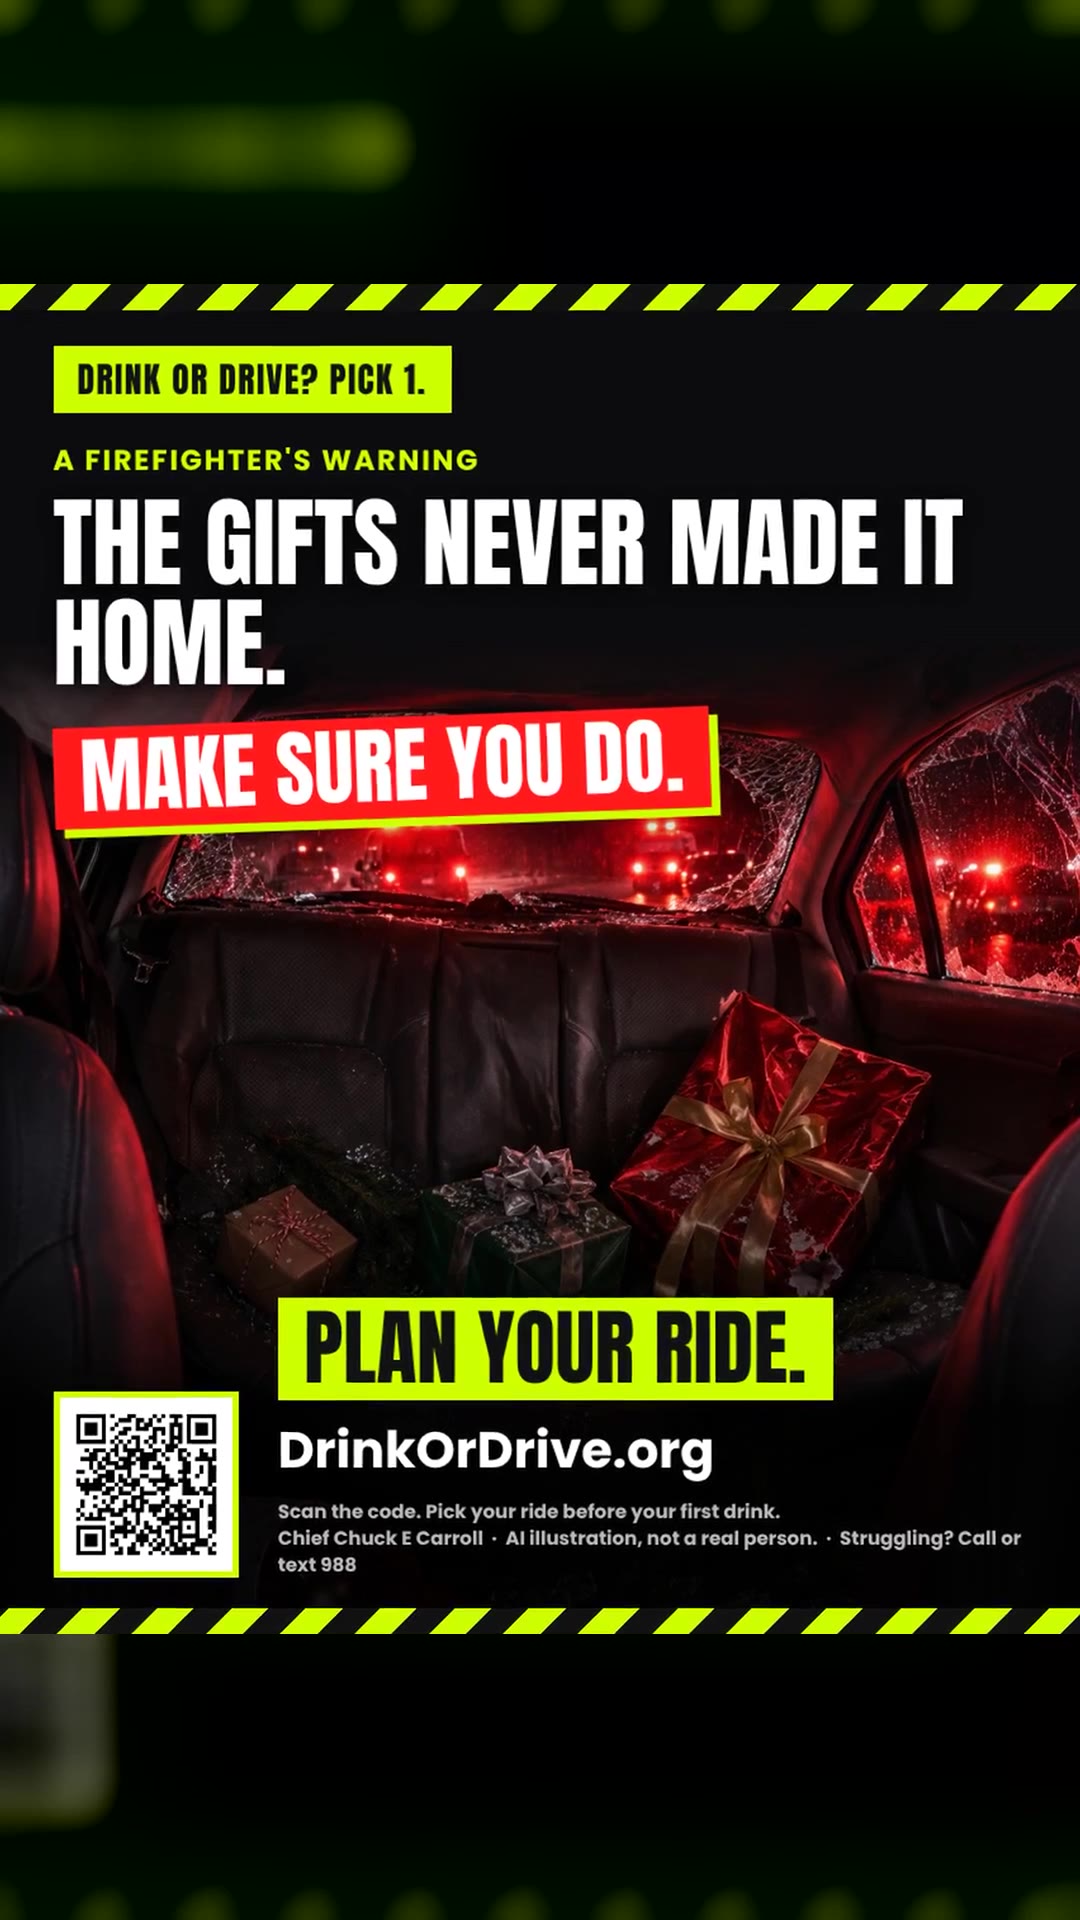 DRINK OR DRIVE? PICK 1.
A FIREFIGHTER'S WARNING
THE GIFTS NEVER MADE IT
HOME.
MAKE SURE YOU DO.
PLAN YOUR RIDE.
DrinkOrDrive.org
Scan the code. Pick your ride before your first drink.
Chief Chuck E Carroll · AI illustration, not a real person. · Struggling? Call or
text 988